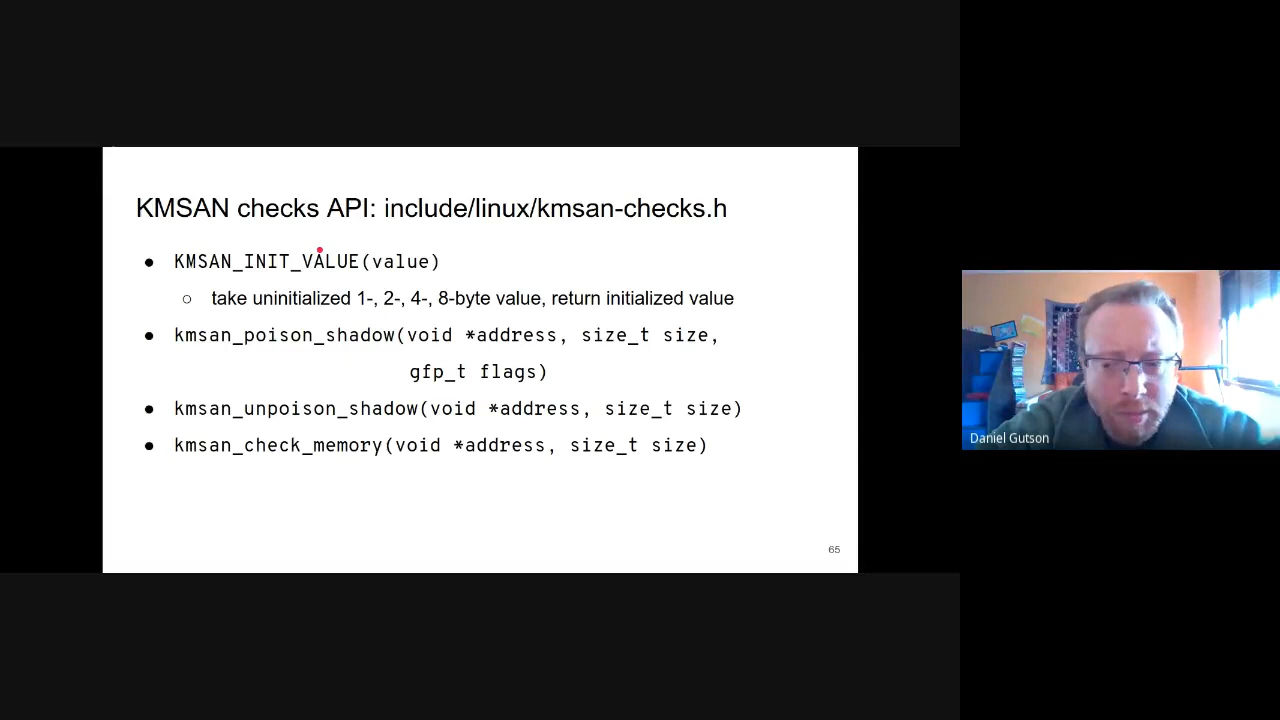 KMSAN checks API: include/linux/kmsan-checks.h
● KMSAN_INIT_VALUE(value)
○ take uninitialized 1-, 2-, 4-, 8-byte value, return initialized value
● kmsan_poison_shadow(void *address, size_t size,
gfp_t flags)
● kmsan_unpoison_shadow(void *address, size_t size)
● kmsan_check_memory(void *address, size_t size)
65
Daniel Gutson